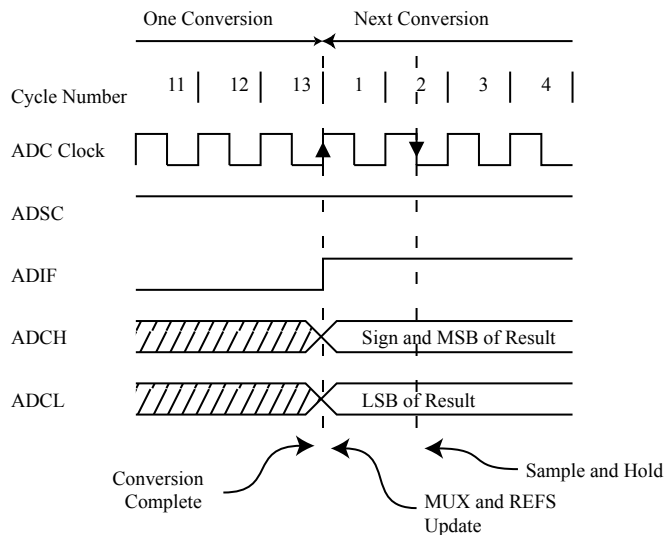 One Conversion Next Conversion
Cycle Number 11 12 13 1 2 3 4
ADC Clock
ADSC
ADIF
ADCH Sign and MSB of Result
ADCL LSB of Result
Conversion
Complete
MUX and REFS
Update
Sample and Hold